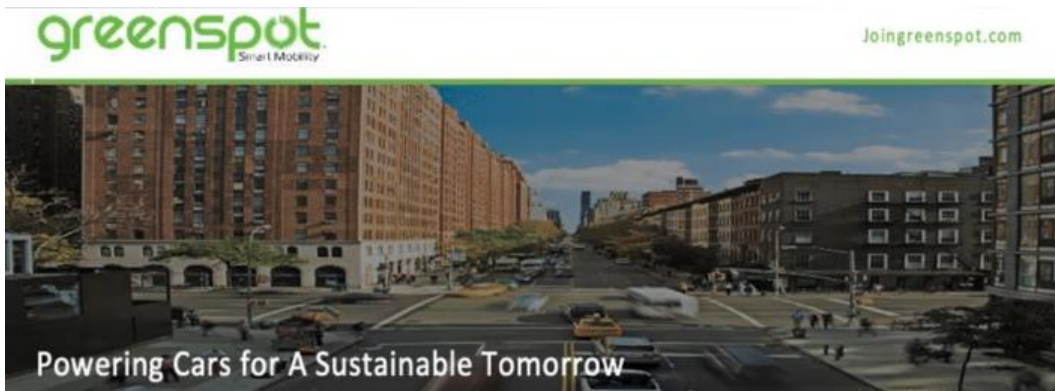 greenspot.
Smart Mobility
Joingreenspot.com
Powering Cars for A Sustainable Tomorrow